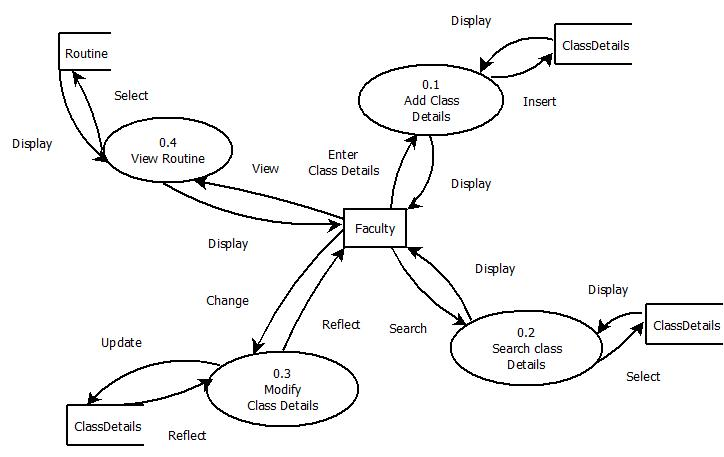 Display
Routine
ClassDetails
0.1
Add Class
Details
Select
Insert
Display
0.4
View Routine
Enter
Class Details
View
Display
Faculty
Display
Display
Display
Change
Reflect
Search
ClassDetails
0.2
Search class
Details
Update
Select
0.3
Modify
Class Details
ClassDetails
Reflect